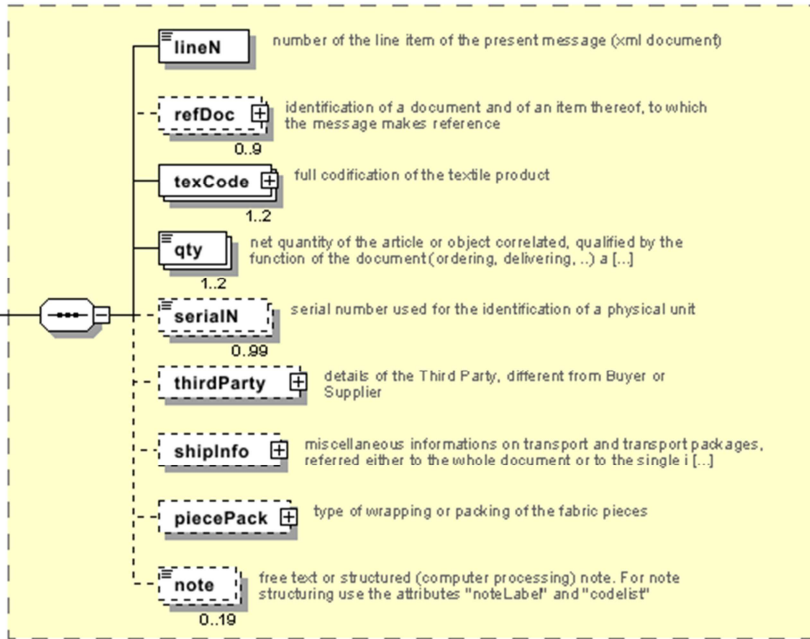 lineN
number of the line item of the present message (xml document)
refDoc
identification of a document and of an item thereof, to which
the message makes reference
0..9
texCode
full codification of the textile product
1..2
qty
net quantity of the article or object correlated, qualified by the
function of the document(ordering, delivering, ..) a [...]
1..2
serialN
serial number used for the identification of a physical unit
0..99
thirdParty
details of the Third Party, different from Buyer or
Supplier
shipInfo
miscellaneous informations on transport and transport packages,
referred either to the whole document or to the single i [...]
piecePack
type of wrapping or packing of the fabric pieces
note
free text or structured (computer processing) note. For note
structuring use the attributes "noteLabel" and "codelist"
0..19